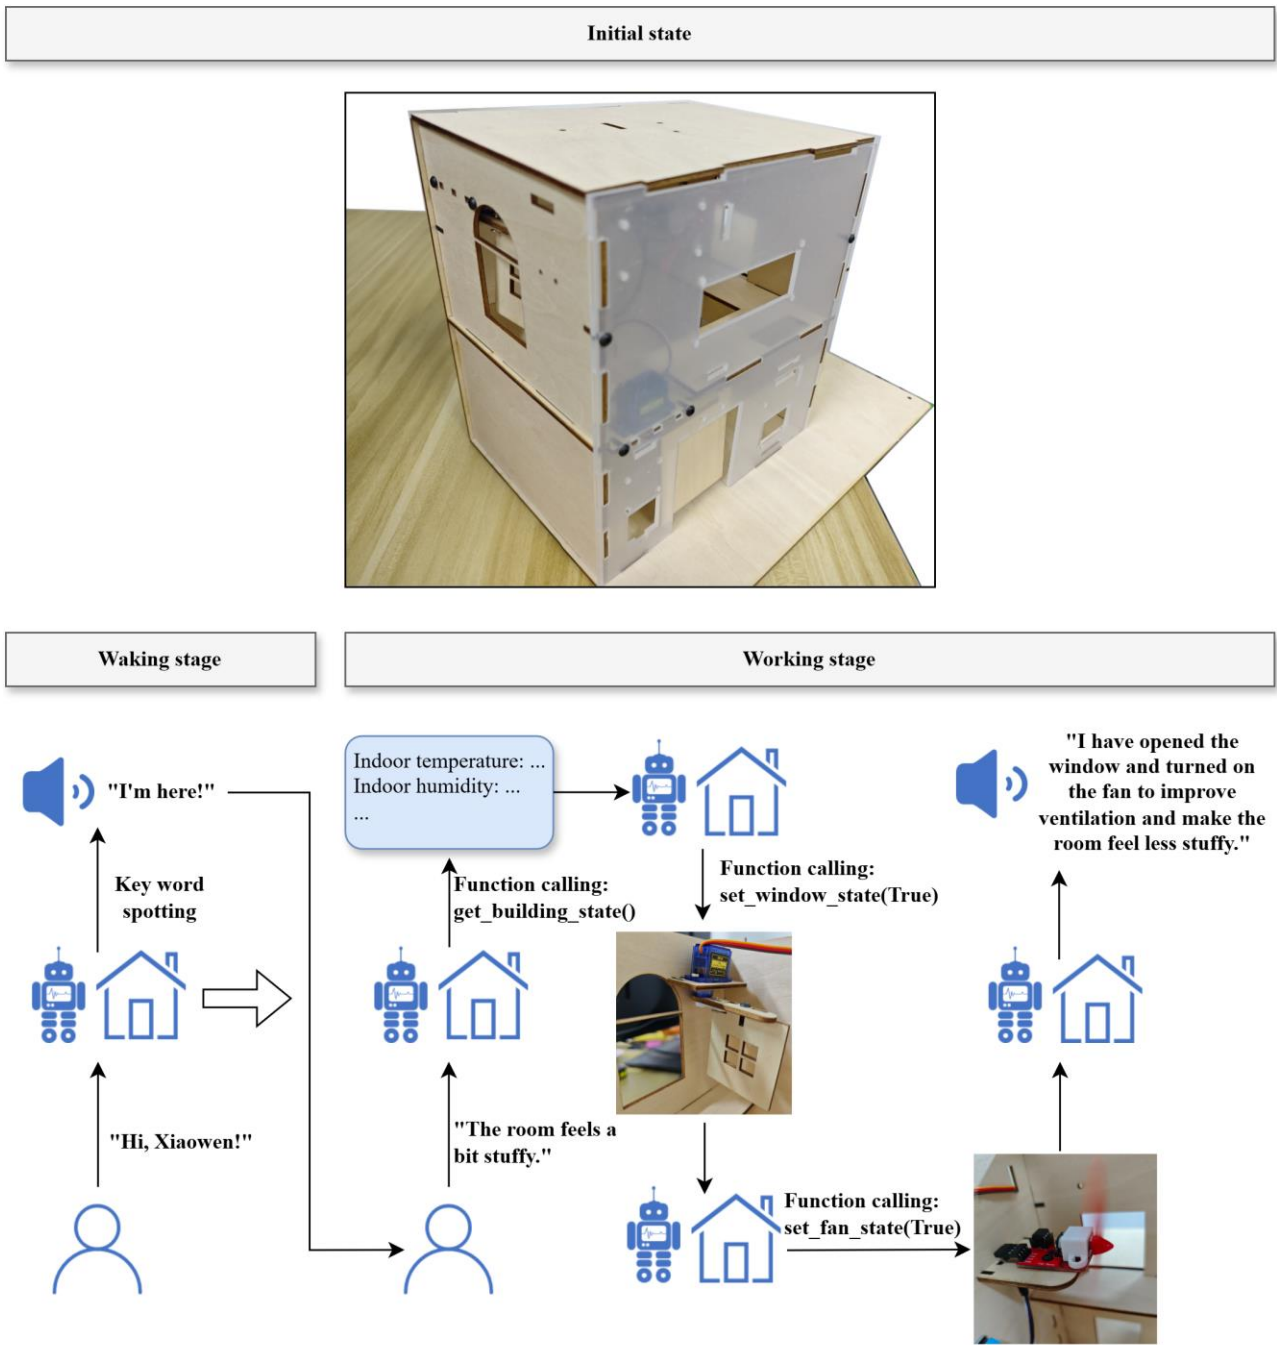 Initial state
Waking stage
Working stage
"I'm here!"
Key word
spotting
"Hi, Xiaowen!"
Indoor temperature: ...
Indoor humidity: ...
...
Function calling:
get_building_state()
"The room feels a
bit stuffy."
Function calling:
set_window_state(True)
Function calling:
set_fan_state(True)
"I have opened the
window and turned on
the fan to improve
ventilation and make the
room feel less stuffy."